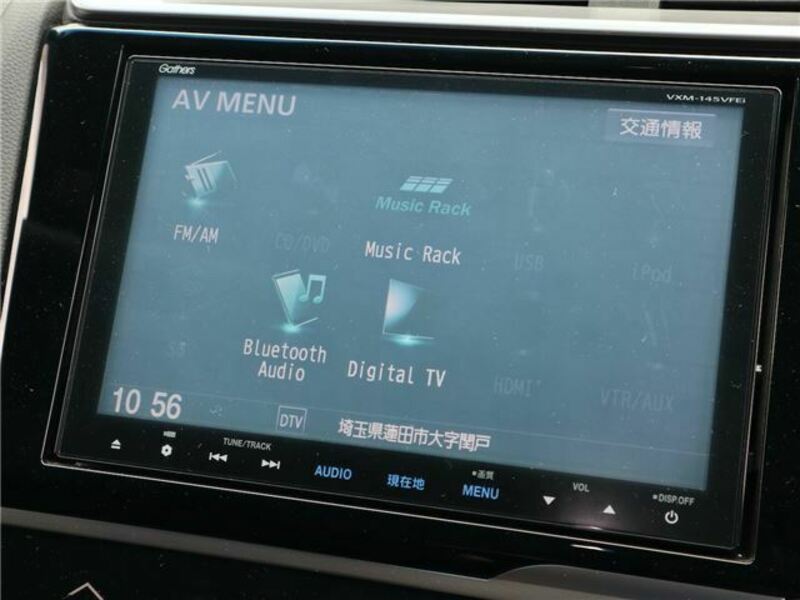 Gathers
VXM-145VFEi
AV MENU
交通情報
FM/AM
CD/DVD
Music Rack
Music Rack
USB
iPod
Bluetooth
Audio
Digital TV
HDMI
VTR/AUX
10 56
DTV
埼玉県蓮田市大字閏戸
TUNE/TRACK
AUDIO
現在地
画質
MENU
VOL
DISP.OFF